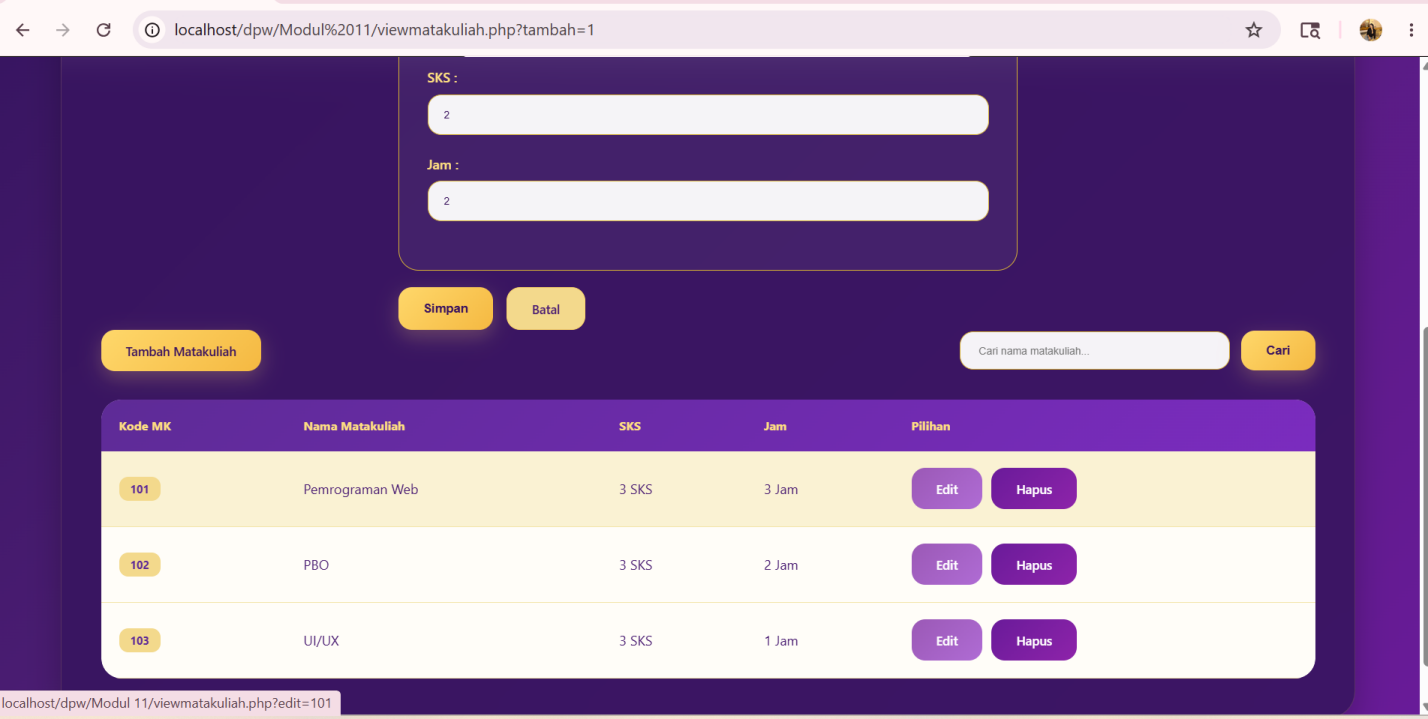 localhost/dpw/Modul%2011/viewmatakuliah.php?tambah=1
SKS :
2
Jam :
2
Simpan Batal
Tambah Matakuliah Cari nama matakuliah... Cari
Kode MK Nama Matakuliah SKS Jam Pilihan
101 Pemrograman Web 3 SKS 3 Jam Edit Hapus
102 PBO 3 SKS 2 Jam Edit Hapus
103 UI/UX 3 SKS 1 Jam Edit Hapus
localhost/dpw/Modul 11/viewmatakuliah.php?edit=101